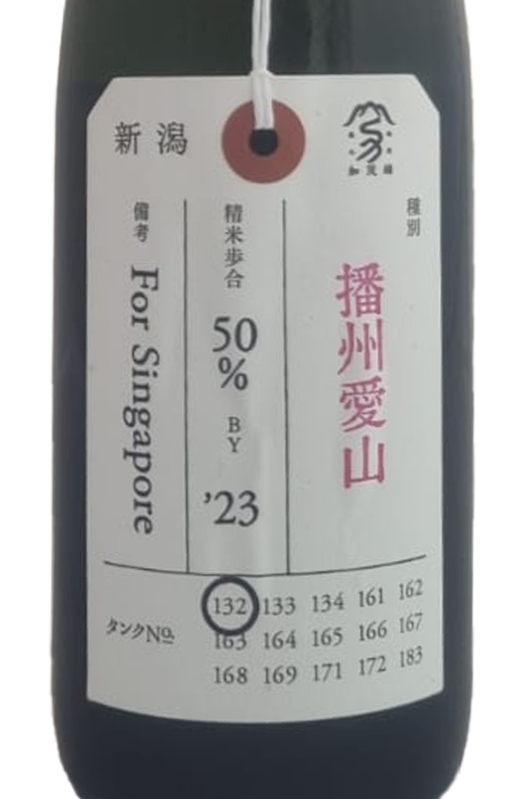 新潟
加茂錦
種別
播州愛山
精米歩合
50
%
BY
'23
備考
For Singapore
タンクNo.
132 133 134 161 162
163 164 165 166 167
168 169 171 172 183